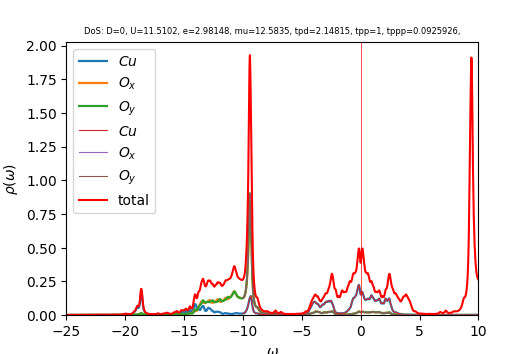 DoS: D=0, U=11.5102, e=2.98148, mu=12.5835, tpd=2.14815, tpp=1, tppp=0.0925926,
2.00
1.75
1.50
1.25
1.00
0.75
0.50
0.25
0.00
ρ(ω)
Cu
Oₓ
O_y
Cu
Oₓ
O_y
total
−25 −20 −15 −10 −5 0 5 10
ω